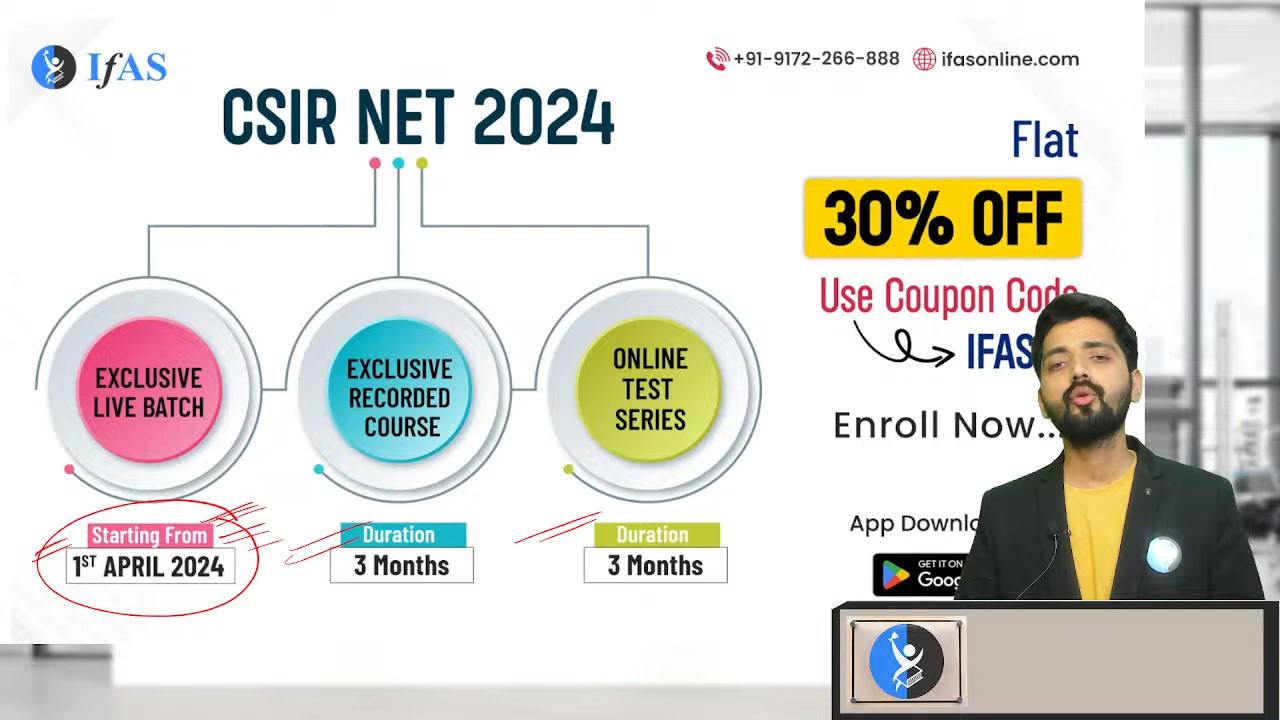 IfAS
+91-9172-266-888
ifasonline.com
CSIR NET 2024
Flat
30% OFF
Use Coupon Code
EXCLUSIVE
LIVE BATCH
EXCLUSIVE
RECORDED
COURSE
ONLINE
TEST
SERIES
Enroll Now...
Starting From
1ST APRIL 2024
Duration
3 Months
Duration
3 Months
App
GET IT ON